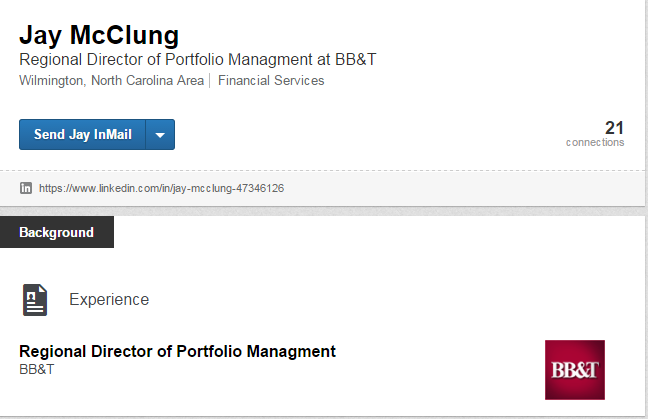 Jay McClung
Regional Director of Portfolio Managment at BB&T
Wilmington, North Carolina Area | Financial Services
Send Jay InMail
21
connections
https://www.linkedin.com/in/jay-mcclung-47346126
Background
Experience
Regional Director of Portfolio Managment
BB&T
BB&T